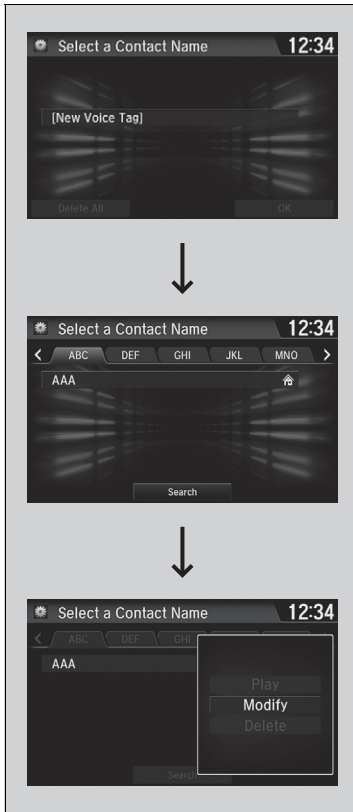 Select a Contact Name 12:34
[New Voice Tag]
Delete All OK
Select a Contact Name 12:34
ABC DEF GHI JKL MNO
AAA
Search
Select a Contact Name 12:34
ABC DEF GHI
AAA
Play
Modify
Delete
Search